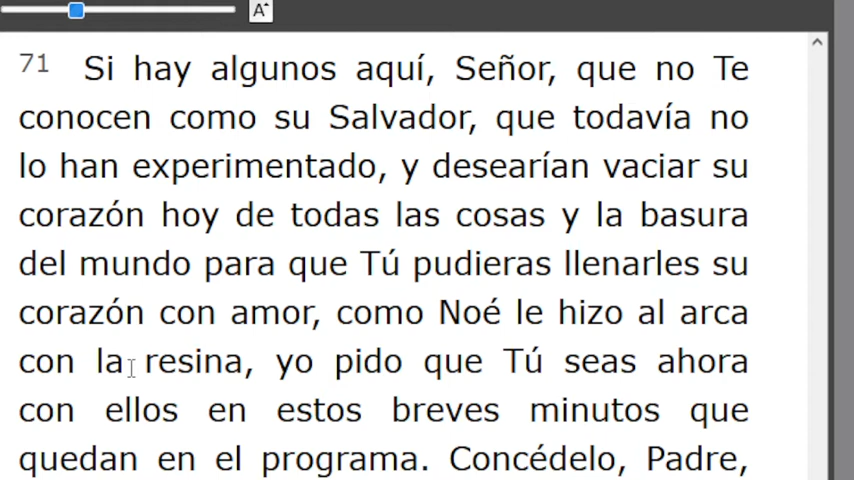 A
71 Si hay algunos aquí, Señor, que no Te
conocen como su Salvador, que todavía no
lo han experimentado, y desearían vaciar su
corazón hoy de todas las cosas y la basura
del mundo para que Tú pudieras llenarles su
corazón con amor, como Noé le hizo al arca
con la resina, yo pido que Tú seas ahora
con ellos en estos breves minutos que
quedan en el programa. Concédelo, Padre,